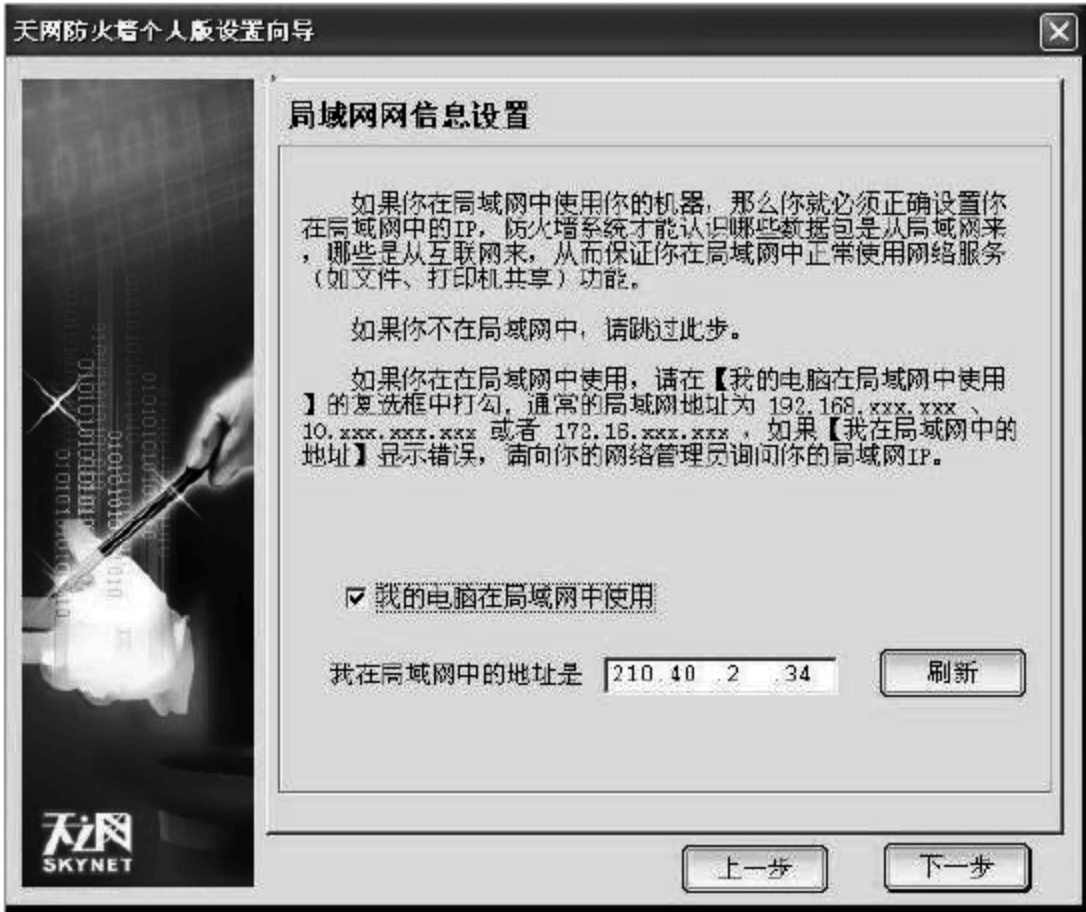 天网防火墙个人版设置向导
局域网网信息设置
如果你在局域网中使用你的机器，那么你就必须正确设置你
在局域网中的IP，防火墙系统才能认识哪些数据包是从局域网来
，哪些是从互联网来，从而保证你在局域网中正常使用网络服务
（如文件、打印机共享）功能。
如果你不在局域网中，请跳过此步。
如果你在在局域网中使用，请在【我的电脑在局域网中使用
】的复选框中打勾，通常的局域网地址为 192.168.xxx.xxx 、
10.xxx.xxx.xxx 或者 172.16.xxx.xxx ，如果【我在局域网中的
地址】显示错误，请向你的网络管理员询问你的局域网IP。
我的电脑在局域网中使用
我在局域网中的地址是 210.40 .2 .34 刷新
天网
SKYNET
上一步 下一步